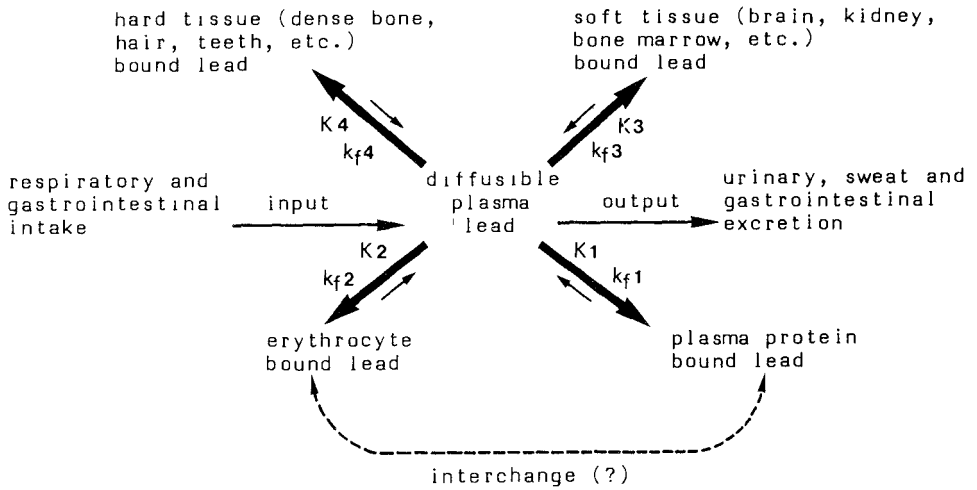 hard tissue (dense bone,
hair, teeth, etc.)
bound lead
soft tissue (brain, kidney,
bone marrow, etc.)
bound lead
K4
kf4
K3
kf3
respiratory and
gastrointestinal
intake
input
diffusible
plasma
lead
output
urinary, sweat and
gastrointestinal
excretion
K2
kf2
K1
kf1
erythrocyte
bound lead
plasma protein
bound lead
interchange (?)